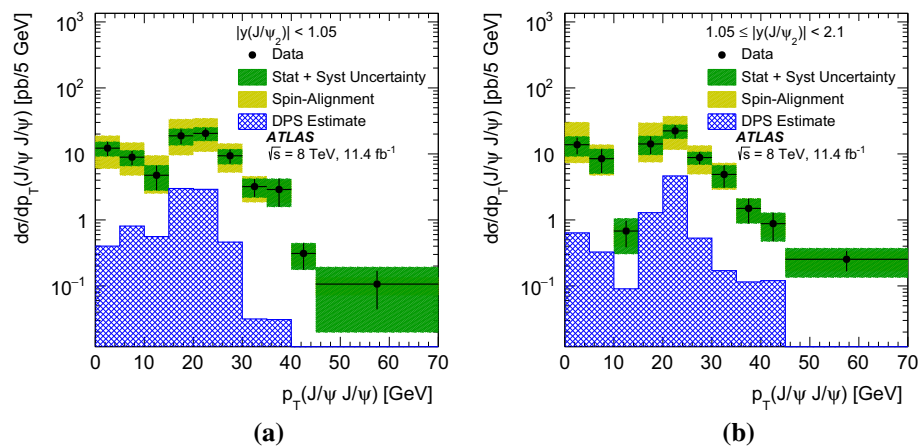 dσ/dp_T(J/ψ J/ψ) [pb/5 GeV]
10³
10²
10
1
10⁻¹
|y(J/ψ₂)| < 1.05
Data
Stat + Syst Uncertainty
Spin-Alignment
DPS Estimate
ATLAS
√s = 8 TeV, 11.4 fb⁻¹
0 10 20 30 40 50 60 70
p_T(J/ψ J/ψ) [GeV]
(a)
dσ/dp_T(J/ψ J/ψ) [pb/5 GeV]
10³
10²
10
1
10⁻¹
1.05 ≤ |y(J/ψ₂)| < 2.1
Data
Stat + Syst Uncertainty
Spin-Alignment
DPS Estimate
ATLAS
√s = 8 TeV, 11.4 fb⁻¹
0 10 20 30 40 50 60 70
p_T(J/ψ J/ψ) [GeV]
(b)